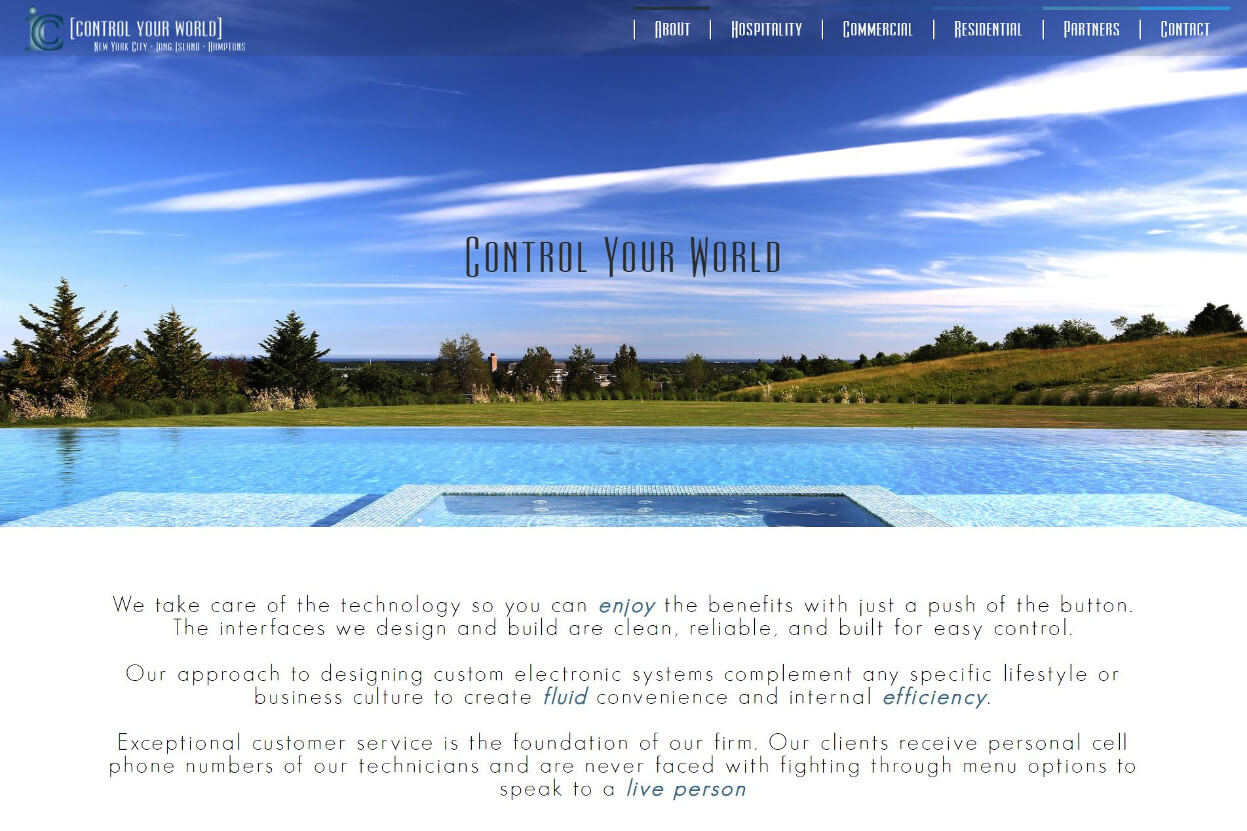 iC [CONTROL YOUR WORLD]
NEW YORK CITY · LONG ISLAND · HAMPTONS
ABOUT
HOSPITALITY
COMMERCIAL
RESIDENTIAL
PARTNERS
CONTACT
CONTROL YOUR WORLD
We take care of the technology so you can enjoy the benefits with just a push of the button.
The interfaces we design and build are clean, reliable, and built for easy control.
Our approach to designing custom electronic systems complement any specific lifestyle or
business culture to create fluid convenience and internal efficiency.
Exceptional customer service is the foundation of our firm. Our clients receive personal cell
phone numbers of our technicians and are never faced with fighting through menu options to
speak to a live person